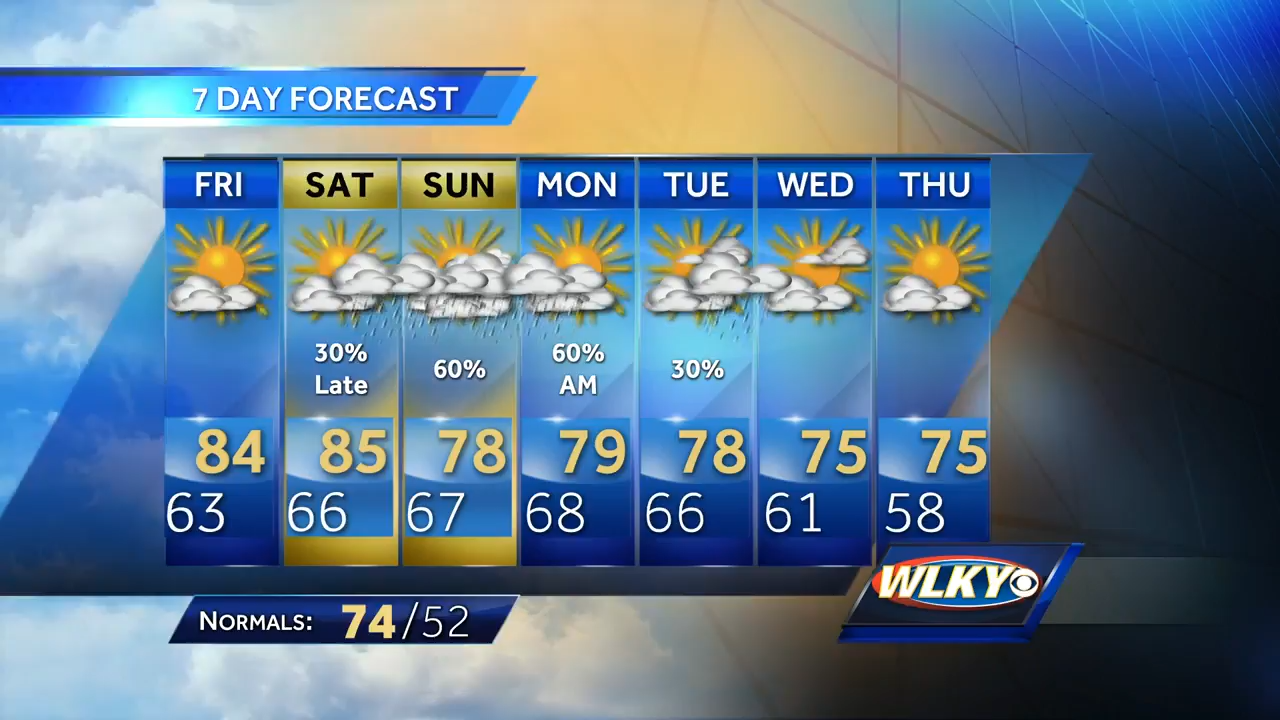 7 DAY FORECAST
FRI SAT SUN MON TUE WED THU
30% Late
60%
60% AM
30%
84 85 78 79 78 75 75
63 66 67 68 66 61 58
NORMALS: 74/52
WLKY